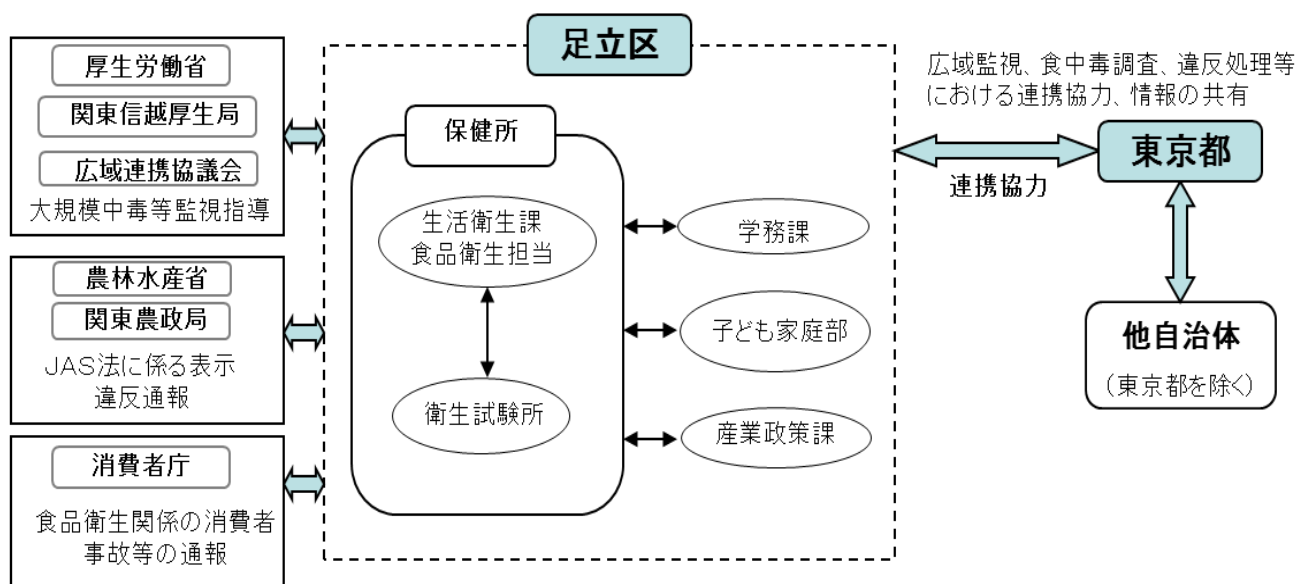 足立区
厚生労働省
関東信越厚生局
広域連携協議会
大規模中毒等監視指導
農林水産省
関東農政局
JAS法に係る表示
違反通報
消費者庁
食品衛生関係の消費者
事故等の通報
保健所
生活衛生課
食品衛生担当
衛生試験所
学務課
子ども家庭部
産業政策課
広域監視、食中毒調査、違反処理等
における連携協力、情報の共有
連携協力
東京都
他自治体
（東京都を除く）